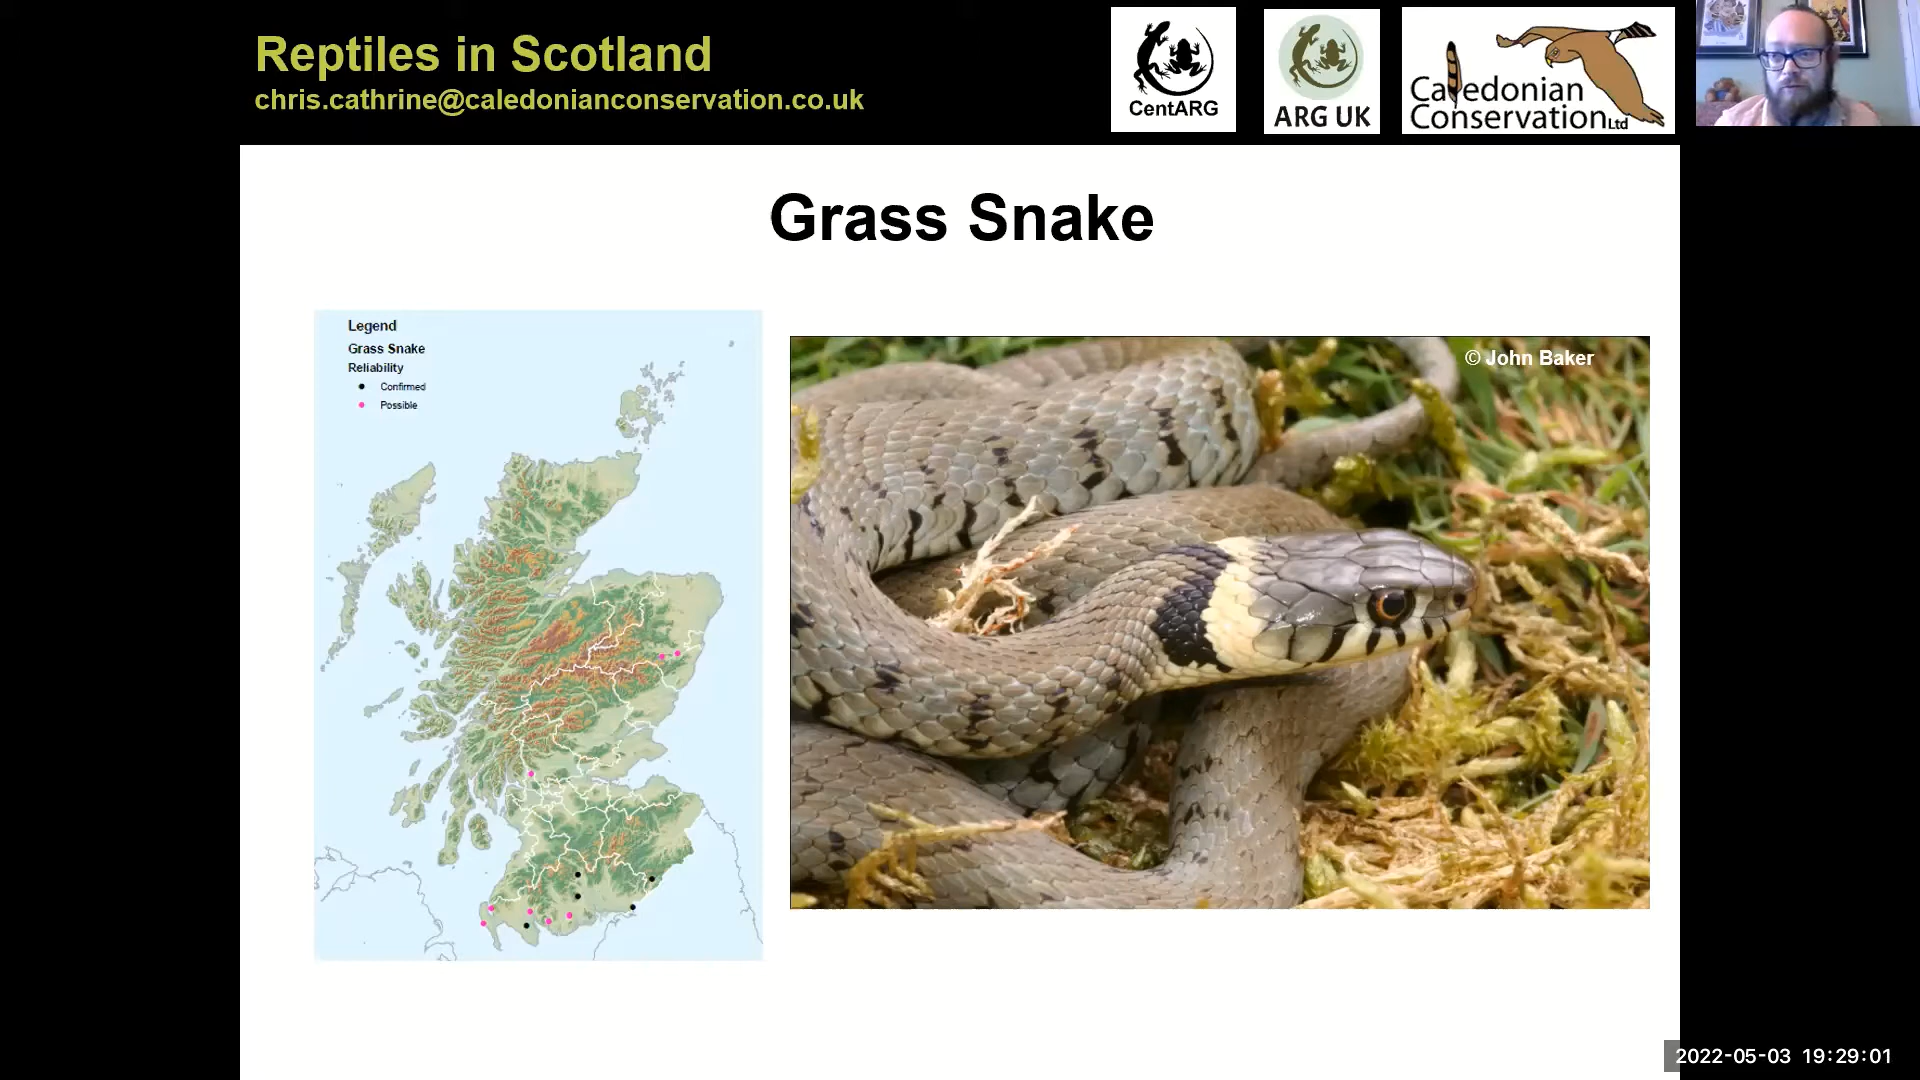 Reptiles in Scotland
chris.cathrine@caledonianconservation.co.uk
CentARG
ARG UK
Caledonian
Conservation Ltd
Grass Snake
Legend
Grass Snake
Reliability
Confirmed
Possible
© John Baker
2022-05-03 19:29:01